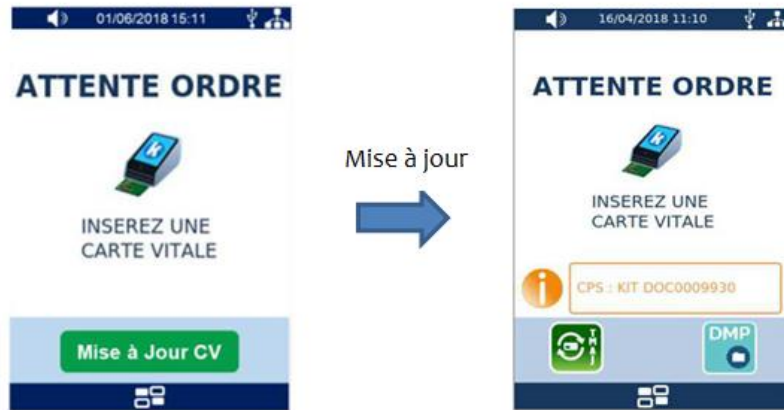 01/06/2018 15:11
ATTENTE ORDRE
k
INSEREZ UNE
CARTE VITALE
Mise à Jour CV
Mise à jour
16/04/2018 11:10
ATTENTE ORDRE
k
INSEREZ UNE
CARTE VITALE
i
CPS : KIT DOC0009930
TMAJ
DMP